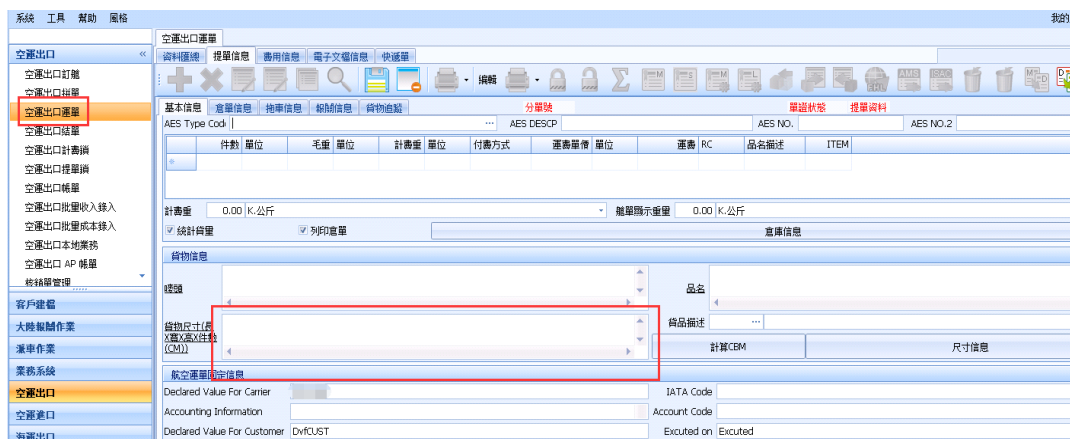 系統 工具 幫助 風格
我的
空運出口 «
空運出口訂艙
空運出口拼單
空運出口運單
空運出口結單
空運出口計費鎖
空運出口提單鎖
空運出口帳單
空運出口批量收入錄入
空運出口批量成本錄入
空運出口本地業務
空運出口 AP 帳單
核銷單管理
客戶建檔
大陸報關作業
派車作業
業務系統
空運出口
空運進口
海運出口
空運出口運單
資料匯總 提單信息 費用信息 電子文檔信息 快遞單
編輯
EM ES EM EL EHV AMS ISAC
基本信息 倉單信息 拖車信息 報關信息 貨物追蹤 分單號 單證狀態 提單資料
AES Type Code ... AES DESCP AES NO. AES NO.2
件數 單位 毛重 單位 計費重 單位 付費方式 運費單價 單位 運費 RC 品名描述 ITEM
*
計費重 0.00 K.公斤 艙單顯示重量 0.00 K.公斤
統計貨量 列印倉單 倉庫信息
貨物信息
嘜頭 品名
貨物尺寸(長 貨品描述 ...
X寬X高X件數
(CM)) 計算CBM 尺寸信息
航空運單固定信息
Declared Value For Carrier IATA Code
Accounting Information Account Code
Declared Value For Customer DvfCUST Excuted on Excuted